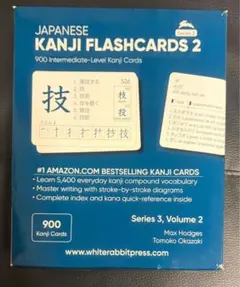 JAPANESE
Series 3
KANJI FLASHCARDS 2
900 Intermediate-Level Kanji Cards
技
#1 AMAZON.COM BESTSELLING KANJI CARDS
• Learn 5,400 everyday kanji compound vocabulary
• Master writing with stroke-by-stroke diagrams
• Complete index and kana quick-reference inside
900
Kanji Cards
Series 3, Volume 2
Max Hodges
Tomoko Okazaki
www.whiterabbitpress.com